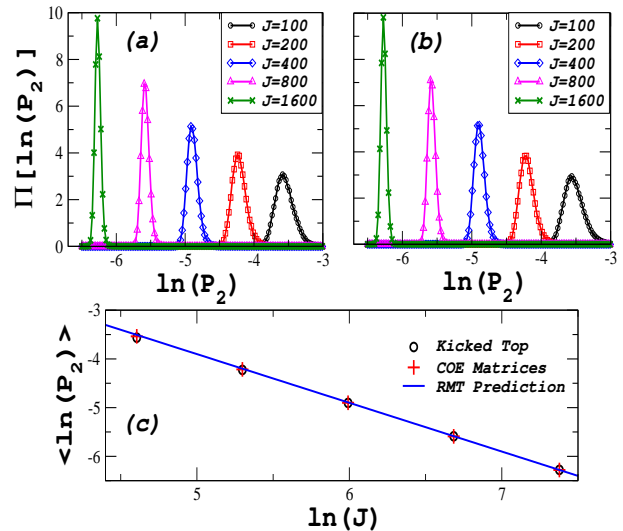 (a)
J=100
J=200
J=400
J=800
J=1600
(b)
J=100
J=200
J=400
J=800
J=1600
Π[ln(P₂)]
0
2
4
6
8
10
-6 -5 -4 -3
-6 -5 -4 -3
ln(P₂)
ln(P₂)
(c)
Kicked Top
COE Matrices
RMT Prediction
<ln(P₂)>
-3
-4
-5
-6
5 6 7
ln(J)